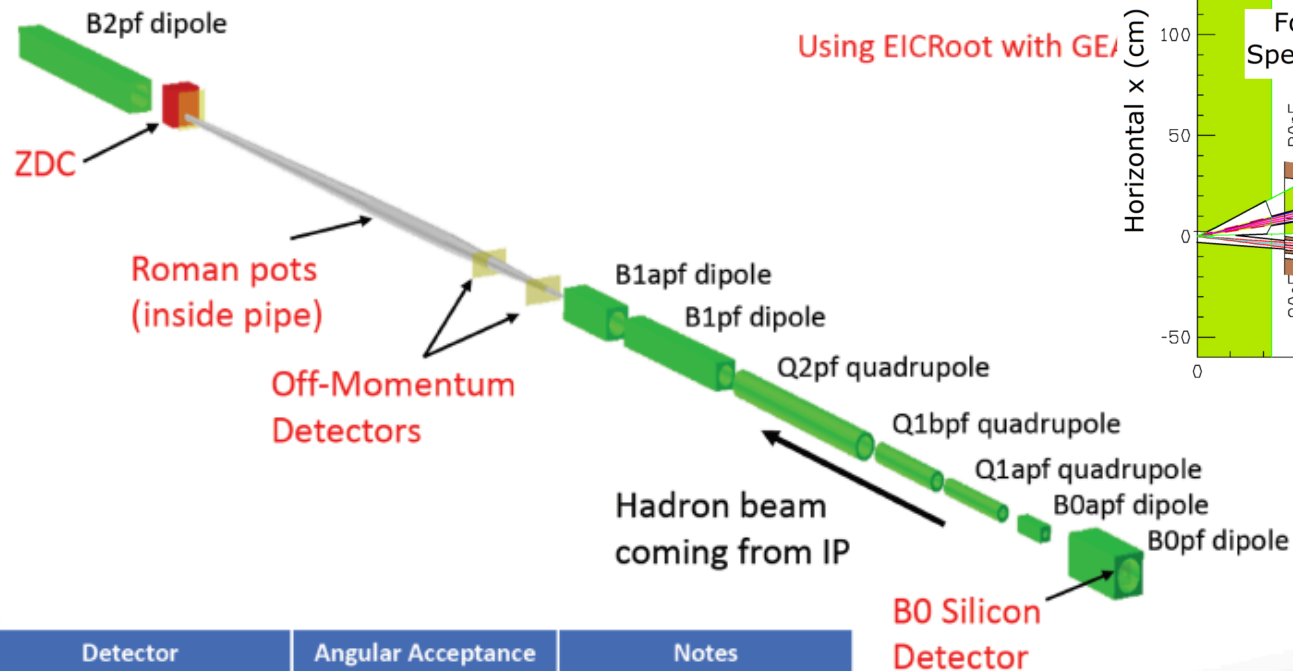 B2pf dipole
Using EICRoot with
ZDC
Roman pots
(inside pipe)
Off-Momentum
Detectors
B1apf dipole
B1pf dipole
Q2pf quadrupole
Q1bpf quadrupole
Q1apf quadrupole
B0apf dipole
B0pf dipole
Hadron beam
coming from IP
B0 Silicon
Detector
Horizontal x (cm)
100
50
0
-50
0
Detector
Angular Acceptance
Notes